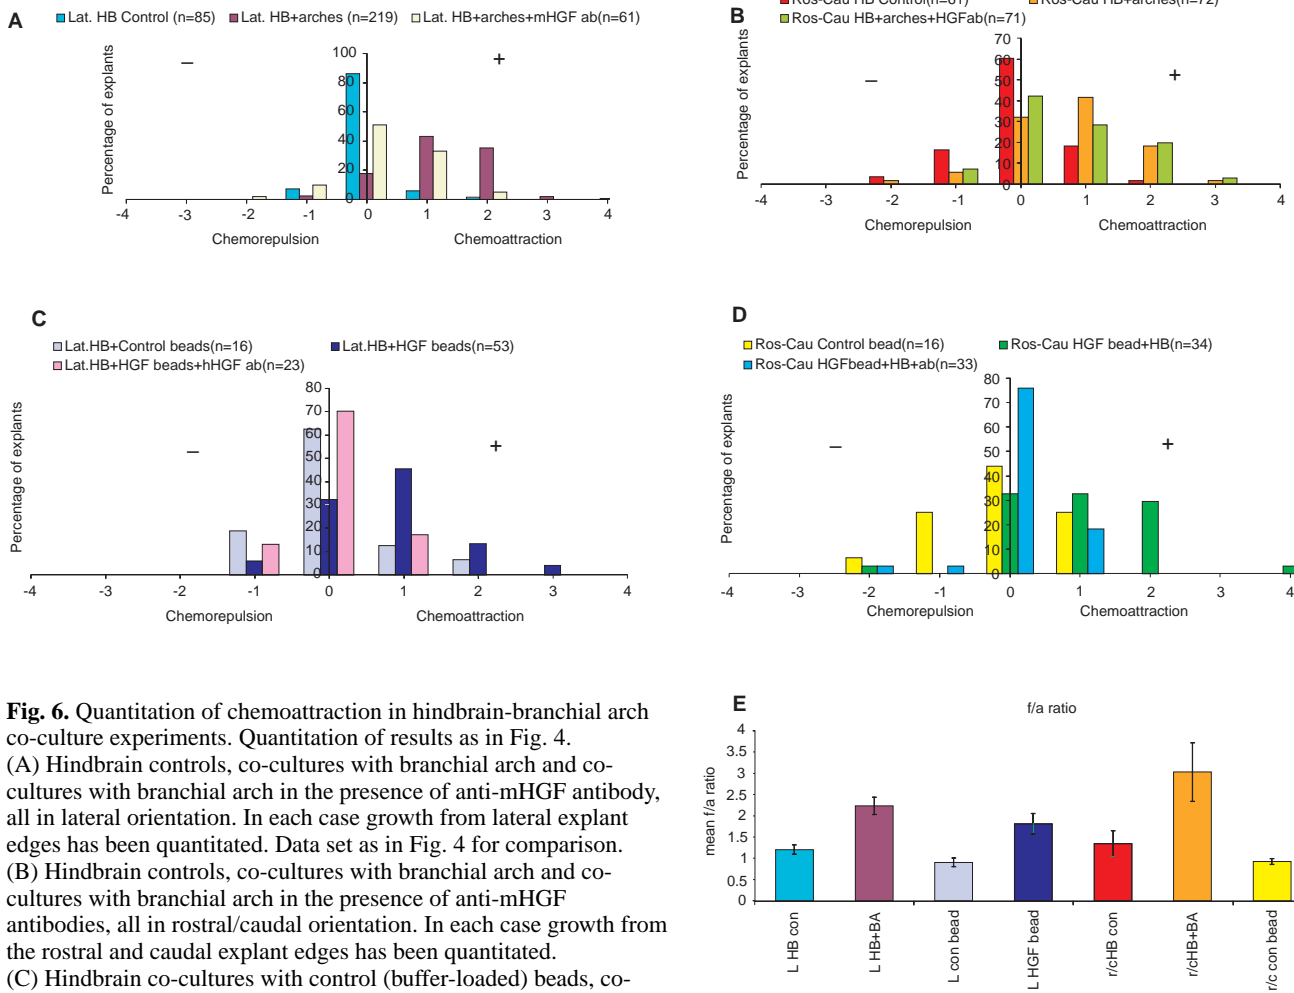 A
Lat. HB Control (n=85) Lat. HB+arches (n=219) Lat. HB+arches+mHGF ab(n=61)
Percentage of explants
– +
100
80
60
40
20
0
-4 -3 -2 -1 0 1 2 3 4
Chemorepulsion Chemoattraction
B
Ros-Cau HB Control(n=61) Ros-Cau HB+arches(n=72)
Ros-Cau HB+arches+HGFab(n=71)
Percentage of explants
– +
70
60
50
40
30
20
10
0
-4 -3 -2 -1 0 1 2 3 4
Chemorepulsion Chemoattraction
C
Lat.HB+Control beads(n=16) Lat.HB+HGF beads(n=53)
Lat.HB+HGF beads+hHGF ab(n=23)
Percentage of explants
– +
80
70
60
50
40
30
20
10
0
-4 -3 -2 -1 0 1 2 3 4
Chemorepulsion Chemoattraction
D
Ros-Cau Control bead(n=16) Ros-Cau HGF bead+HB(n=34)
Ros-Cau HGFbead+HB+ab(n=33)
Percentage of explants
– +
80
70
60
50
40
30
20
10
0
-4 -3 -2 -1 0 1 2 3 4
Chemorepulsion Chemoattraction
Fig. 6. Quantitation of chemoattraction in hindbrain-branchial arch
co-culture experiments. Quantitation of results as in Fig. 4.
(A) Hindbrain controls, co-cultures with branchial arch and co-
cultures with branchial arch in the presence of anti-mHGF antibody,
all in lateral orientation. In each case growth from lateral explant
edges has been quantitated. Data set as in Fig. 4 for comparison.
(B) Hindbrain controls, co-cultures with branchial arch and co-
cultures with branchial arch in the presence of anti-mHGF
antibodies, all in rostral/caudal orientation. In each case growth from
the rostral and caudal explant edges has been quantitated.
(C) Hindbrain co-cultures with control (buffer-loaded) beads, co-
E
f/a ratio
mean f/a ratio
4
3.5
3
2.5
2
1.5
1
0.5
0
L HB con
L HB+BA
L con bead
L HGF bead
r/cHB con
r/cHB+BA
r/c con bead